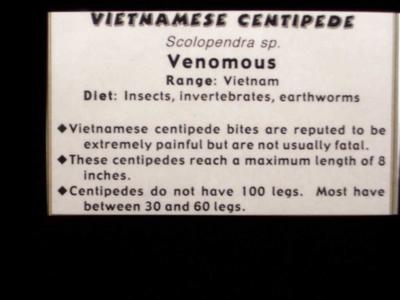 VIETNAMESE CENTIPEDE
Scolopendra sp.
Venomous
Range: Vietnam
Diet: Insects, invertebrates, earthworms
◆Vietnamese centipede bites are reputed to be
extremely painful but are not usually fatal.
◆These centipedes reach a maximum length of 8
inches.
◆Centipedes do not have 100 legs. Most have
between 30 and 60 legs.